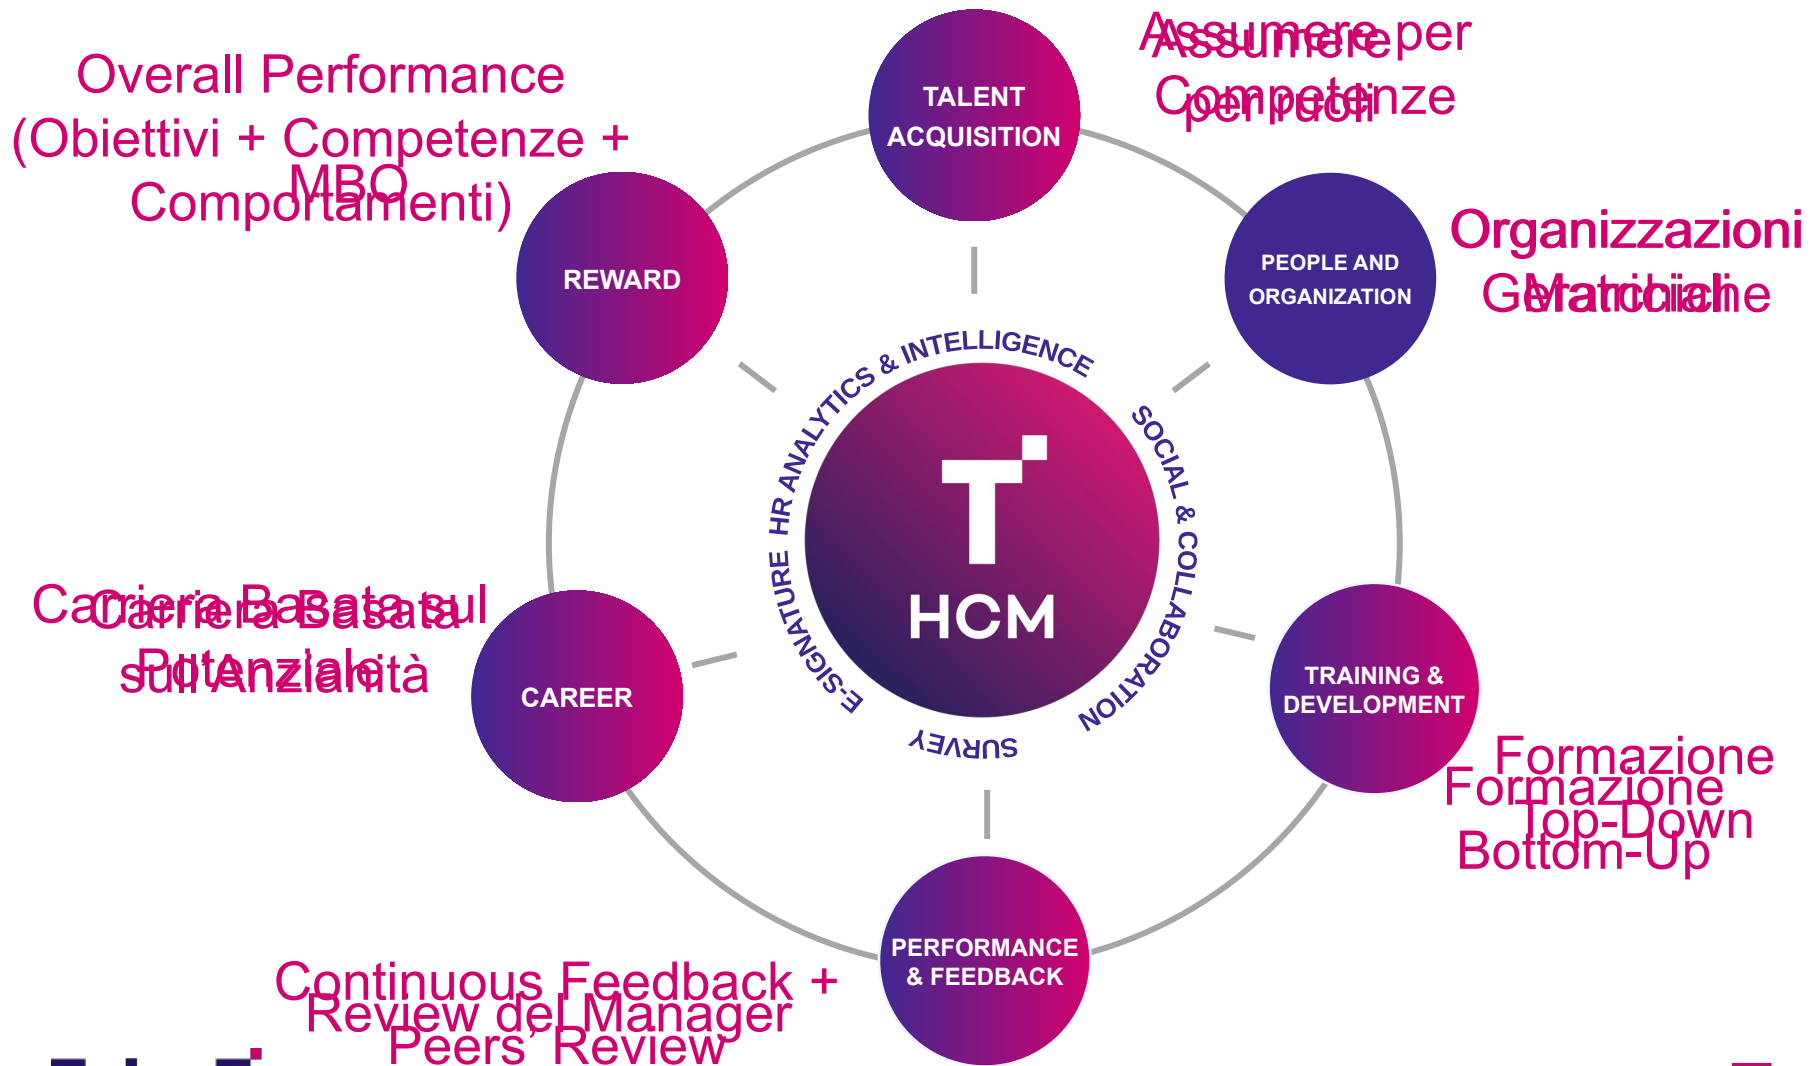 Overall Performance
(Obiettivi + Competenze +
Comportamenti)
MBO
TALENT
ACQUISITION
Assumere per
Competenze
Assumere
per ruoli
REWARD
PEOPLE AND
ORGANIZATION
Organizzazioni
Gerarchiche
Organizzazioni
Matriciali
HR ANALYTICS & INTELLIGENCE
SOCIAL & COLLABORATION
SURVEY
E-SIGNATURE
T
HCM
Carriera Basata sul
Potenziale
Carriera Basata
sull'Anzianità
CAREER
TRAINING &
DEVELOPMENT
Formazione
Top-Down
Formazione
Bottom-Up
PERFORMANCE
& FEEDBACK
Continuous Feedback +
Peers' Review
Review del Manager